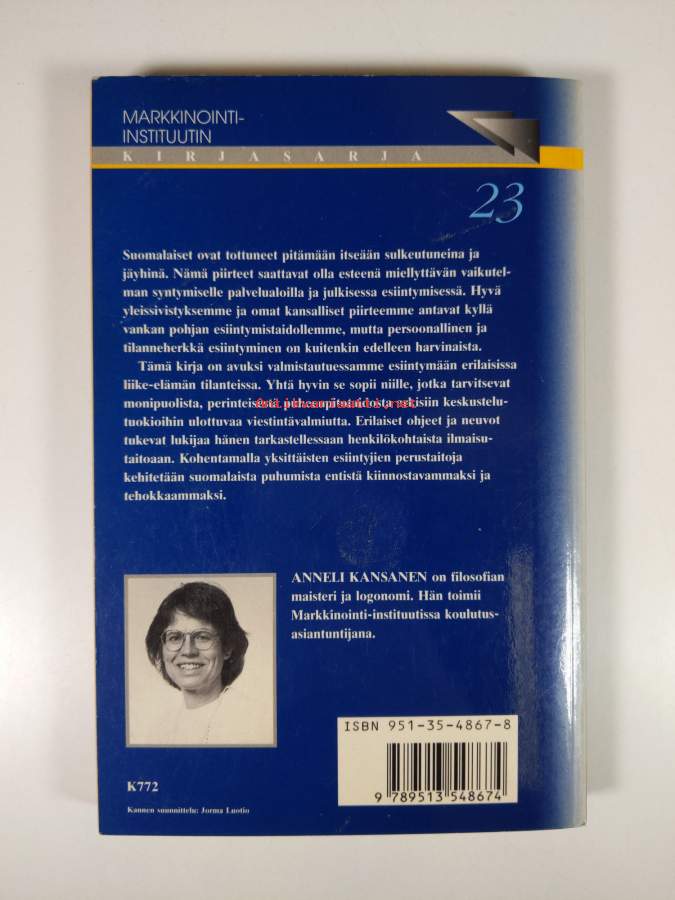 MARKKINOINTI-
INSTITUUTIN
KIRJASARJA
23
Suomalaiset ovat tottuneet pitämään itseään sulkeutuneina ja
jäyhinä. Nämä piirteet saattavat olla esteenä miellyttävän vaikutel-
man syntymiselle palvelualoilla ja julkisessa esiintymisessä. Hyvä
yleissivistyksemme ja omat kansalliset piirteemme antavat kyllä
vankan pohjan esiintymistaidollemme, mutta persoonallinen ja
tilanneherkkä esiintyminen on kuitenkin edelleen harvinaista.
Tämä kirja on avuksi valmistautuessamme esiintymään erilaisissa
liike-elämän tilanteissa. Yhtä hyvin se sopii niille, jotka tarvitsevat
monipuolista, perinteisestä puheenpitotaidosta rekisiin keskustelu-
tuokioihin ulottuvaa viestintävalmiutta. Erilaiset ohjeet ja neuvot
tukevat lukijaa hänen tarkastellessaan henkilökohtaista ilmaisu-
taitoaan. Kohentamalla yksittäisten esiintyjien perustaitoja
kehitetään suomalaista puhumista entistä kiinnostavammaksi ja
tehokkaammaksi.
ANNELI KANSANEN on filosofian
maisteri ja logonomi. Hän toimii
Markkinointi-instituutissa koulutus-
asiantuntijana.
ISBN 951-35-4867-8
9 789513 548674
K772
Kannen suunnittelu: Jorma Luotio